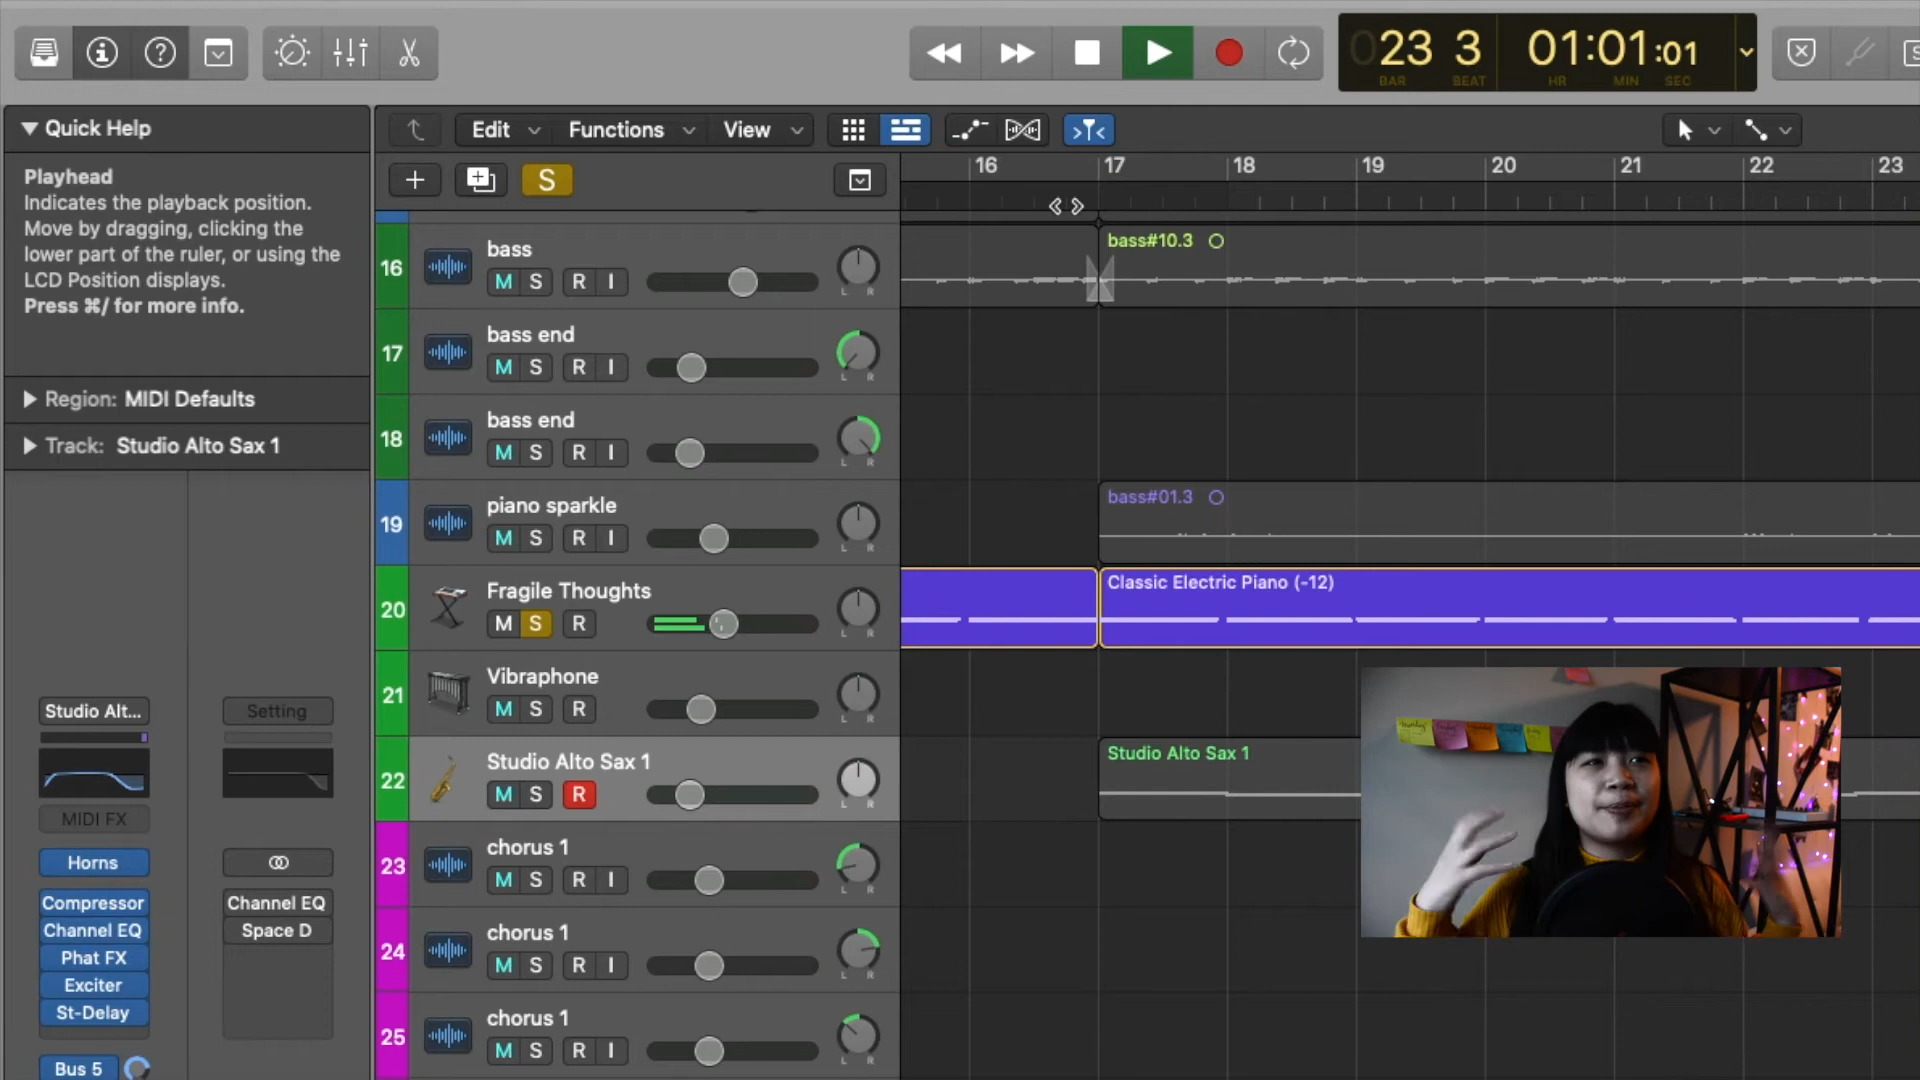 023 3 01:01:01
BAR BEAT HR MIN SEC
Quick Help
Playhead
Indicates the playback position.
Move by dragging, clicking the
lower part of the ruler, or using the
LCD Position displays.
Press ⌘/ for more info.
Region: MIDI Defaults
Track: Studio Alto Sax 1
Studio Alt...
Setting
MIDI FX
Horns
Compressor
Channel EQ
Phat FX
Exciter
St-Delay
Bus 5
Channel EQ
Space D
Edit Functions View
S
16 17 18 19 20 21 22 23
16 bass
M S R I
L R
bass#10.3
17 bass end
M S R I
L R
18 bass end
M S R I
L R
19 piano sparkle
M S R I
L R
bass#01.3
20 Fragile Thoughts
M S R
L R
Classic Electric Piano (-12)
21 Vibraphone
M S R
L R
22 Studio Alto Sax 1
M S R
L R
Studio Alto Sax 1
23 chorus 1
M S R I
L R
24 chorus 1
M S R I
L R
25 chorus 1
M S R I
L R